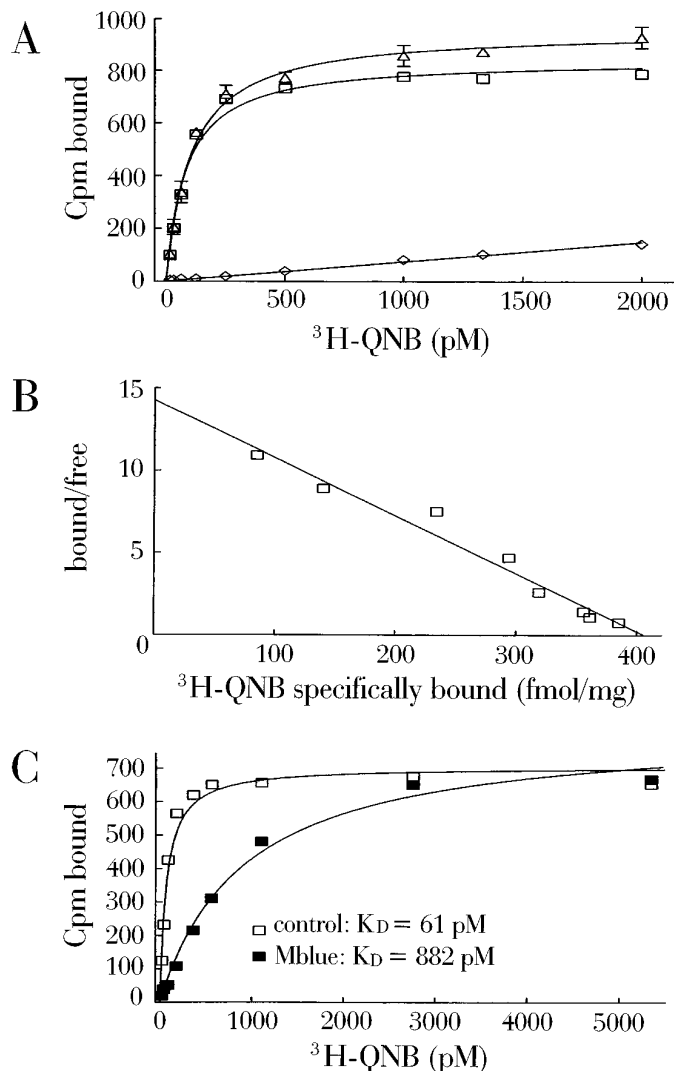 A
1000
800
600
400
200
0
Cpm bound
0 500 1000 1500 2000
³H-QNB (pM)
B
15
10
5
0
bound/free
100 200 300 400
³H-QNB specifically bound (fmol/mg)
C
700
600
500
400
300
200
100
0
Cpm bound
control: KD = 61 pM
Mblue: KD = 882 pM
0 1000 2000 3000 4000 5000
³H-QNB (pM)